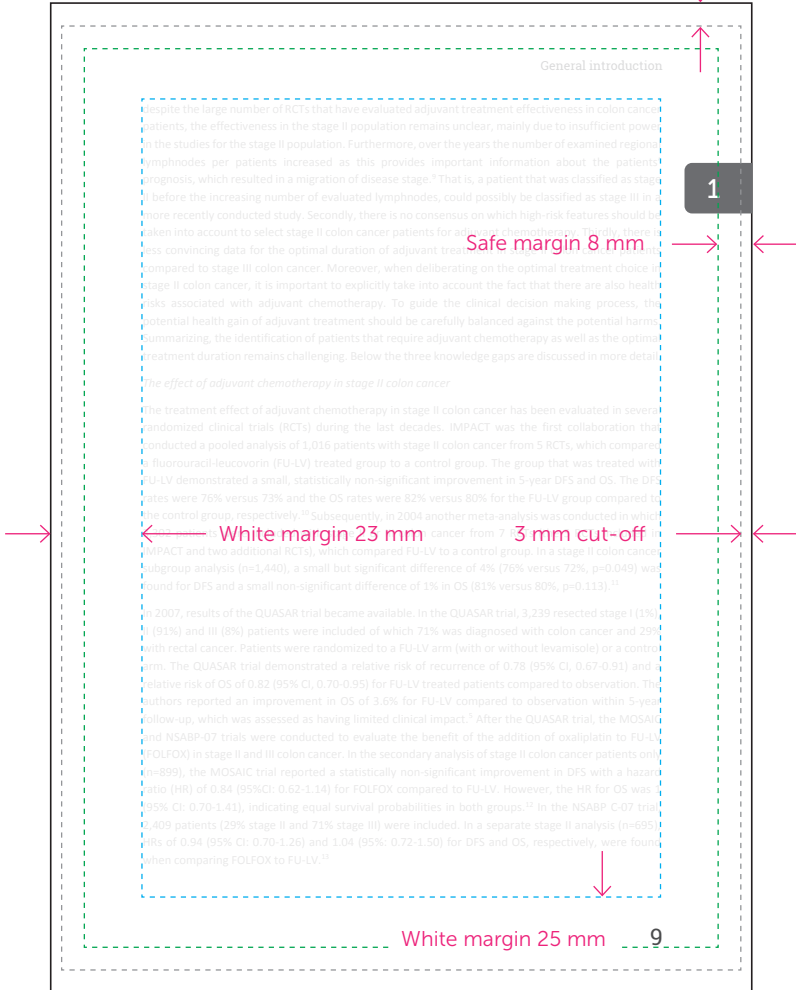 General introduction
despite the large number of RCTs that have evaluated adjuvant treatment effectiveness in colon cancer
patients, the effectiveness in the stage II population remains unclear, mainly due to insufficient power
in the studies for the stage II population. Furthermore, over the years the number of examined regional
lymphnodes per patients increased as this provides important information about the patients
prognosis, which resulted in a migration of disease stage.⁸ That is, a patient that was classified as stage
II before the increasing number of evaluated lymphnodes, could possibly be classified as stage III in a
1
more recently conducted study. Secondly, there is no consensus on which high-risk features should be
taken into account to select stage II colon cancer patients for adjuvant chemotherapy. Thirdly, there is
Safe margin 8 mm
less convincing data for the optimal duration of adjuvant
compared to stage III colon cancer. Moreover, when deliberating on the optimal treatment choice in
stage II colon cancer, it is important to explicitly take into account the fact that there are also health
risks associated with adjuvant chemotherapy. To guide the clinical decision making process, the
potential health gain of adjuvant treatment should be carefully balanced against the potential harms.
Summarizing, the identification of patients that require adjuvant chemotherapy as well as the optimal
treatment duration remains challenging. Below the three knowledge gaps are discussed in more detail.
The effect of adjuvant chemotherapy in stage II colon cancer
The treatment effect of adjuvant chemotherapy in stage II colon cancer has been evaluated in several
randomized clinical trials (RCTs) during the last decades. IMPACT was the first collaboration that
conducted a pooled analysis of 1,016 patients with stage II colon cancer from 5 RCTs, which compared
a fluorouracil-leucovorin (FU-LV) treated group to a control group. The group that was treated with
FU-LV demonstrated a small, statistically non-significant improvement in 5-year DFS and OS. The DFS
rates were 76% versus 73% and the OS rates were 82% versus 80% for the FU-LV group compared to
the control group, respectively.¹⁰ Subsequently, in 2004 another meta-analysis was conducted in which
White margin 23 mm
3 mm cut-off
cancer from 7
IMPACT and two additional RCTs), which compared FU-LV to a control group. In a stage II colon cancer
subgroup analysis (n=1,440), a small but significant difference of 4% (76% versus 72%, p=0.049) was
found for DFS and a small non-significant difference of 1% in OS (81% versus 80%, p=0.113).¹¹
In 2007, results of the QUASAR trial became available. In the QUASAR trial, 3,239 resected stage I (1%),
II (91%) and III (8%) patients were included of which 71% was diagnosed with colon cancer and 29%
with rectal cancer. Patients were randomized to a FU-LV arm (with or without levamisole) or a control
arm. The QUASAR trial demonstrated a relative risk of recurrence of 0.78 (95% CI, 0.67-0.91) and a
relative risk of OS of 0.82 (95% CI, 0.70-0.95) for FU-LV treated patients compared to observation. The
authors reported an improvement in OS of 3.6% for FU-LV compared to observation within 5-year
follow-up, which was assessed as having limited clinical impact. After the QUASAR trial, the MOSAIC
and NSABP-07 trials were conducted to evaluate the benefit of the addition of oxaliplatin to FU-LV
(FOLFOX) in stage II and III colon cancer. In the secondary analysis of stage II colon cancer patients only
(n=899), the MOSAIC trial reported a statistically non-significant improvement in DFS with a hazard
ratio (HR) of 0.84 (95%CI: 0.62-1.14) for FOLFOX compared to FU-LV. However, the HR for OS was 1
(95% CI: 0.70-1.41), indicating equal survival probabilities in both groups.¹² In the NSABP C-07 trial,
2,409 patients (29% stage II and 71% stage III) were included. In a separate stage II analysis (n=695),
HRs of 0.94 (95% CI: 0.70-1.26) and 1.04 (95%: 0.72-1.50) for DFS and OS, respectively, were found
when comparing FOLFOX to FU-LV.¹³
White margin 25 mm
9